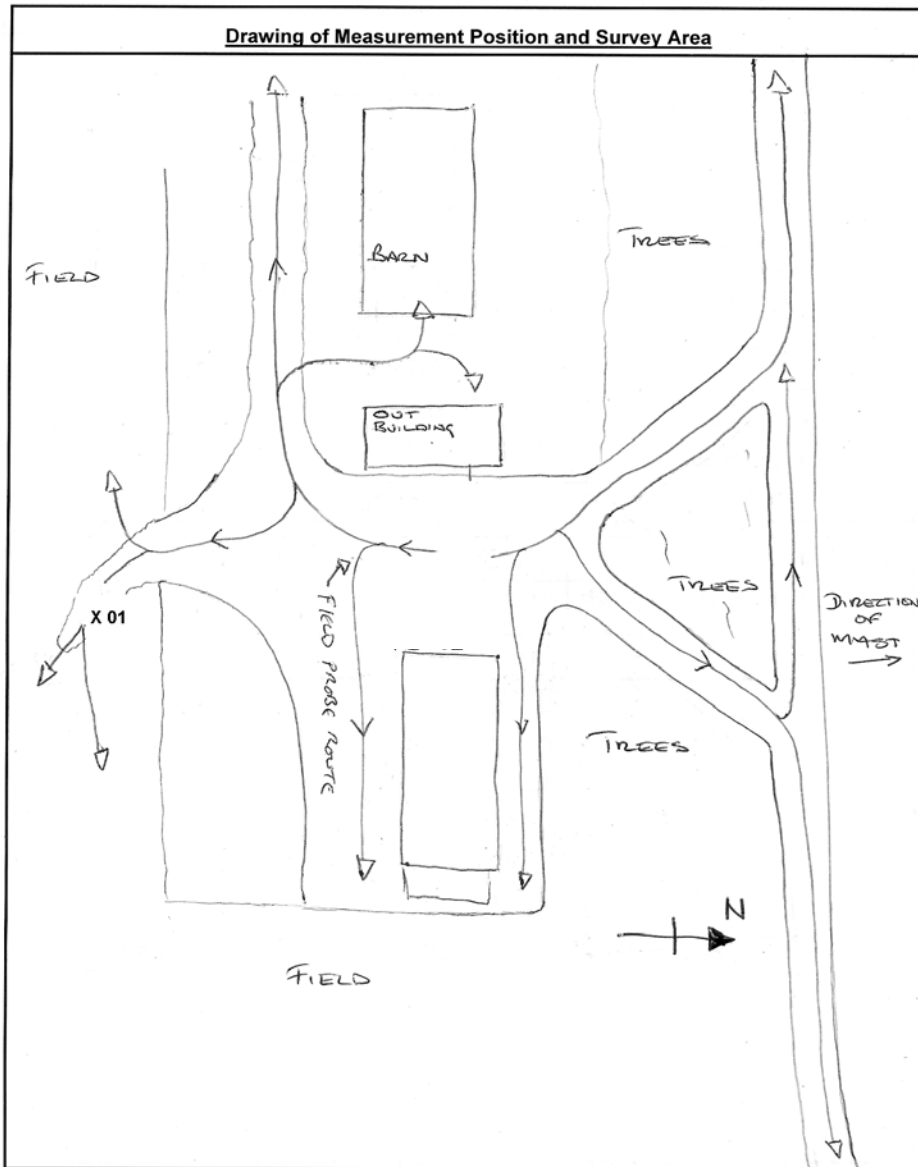 Drawing of Measurement Position and Survey Area
FIELD
BARN
TREES
OUT
BUILDING
TREES
X 01
FIELD PROBE ROUTE
DIRECTION
OF
MAST
TREES
N
FIELD